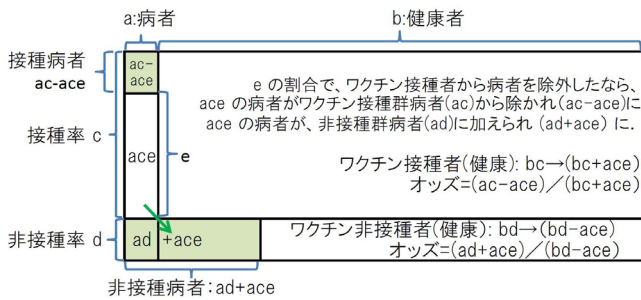 a:病者
b:健康者
接種病者
ac-ace
ac-
ace
e の割合で、ワクチン接種者から病者を除外したなら、
ace の病者がワクチン接種群病者(ac)から除かれ(ac-ace)に
ace の病者が、非接種群病者(ad)に加えられ (ad+ace) に.
接種率 c
ace
e
ワクチン接種者(健康): bc→(bc+ace)
オッズ=(ac-ace)／(bc+ace)
非接種率 d
ad
+ace
ワクチン非接種者(健康): bd→(bd-ace)
オッズ=(ad+ace)／(bd-ace)
非接種病者:ad+ace